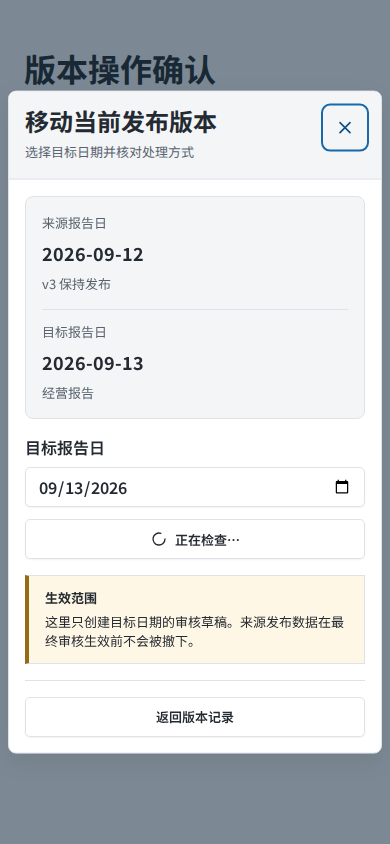 版本操作确认
移动当前发布版本
选择目标日期并核对处理方式
来源报告日
2026-09-12
v3 保持发布
目标报告日
2026-09-13
经营报告
目标报告日
09/13/2026
正在检查…
生效范围
这里只创建目标日期的审核草稿。来源发布数据在最
终审核生效前不会被撤下。
返回版本记录